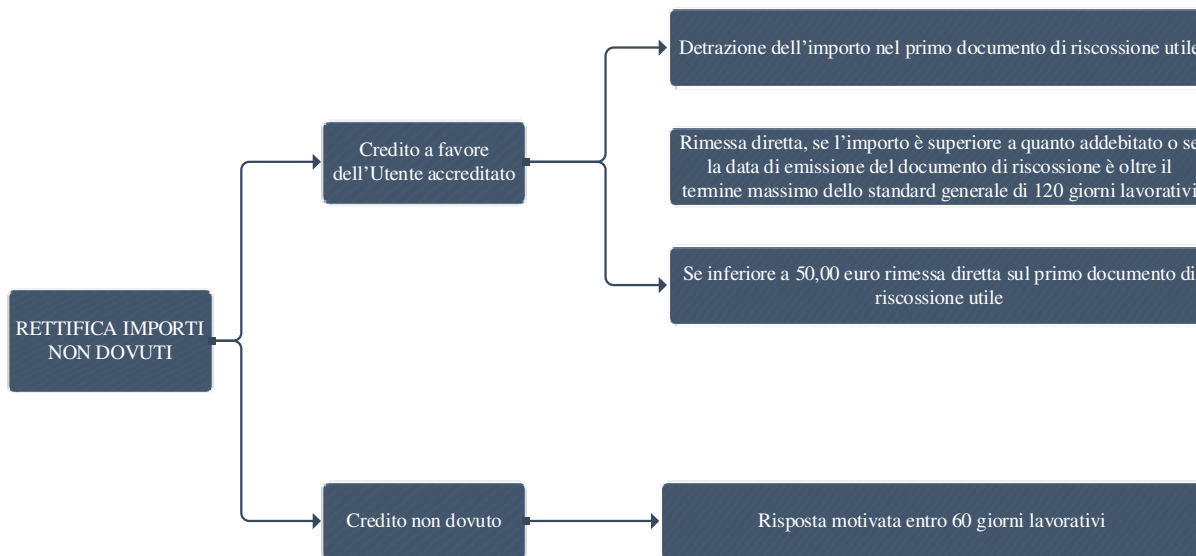 Detrazione dell'importo nel primo documento di riscossione utile
Credito a favore
dell'Utente accreditato
Rimessa diretta, se l'importo è superiore a quanto addebitato o se
la data di emissione del documento di riscossione è oltre il
termine massimo dello standard generale di 120 giorni lavorativi
Se inferiore a 50,00 euro rimessa diretta sul primo documento di
riscossione utile
RETTIFICA IMPORTI
NON DOVUTI
Credito non dovuto
Risposta motivata entro 60 giorni lavorativi